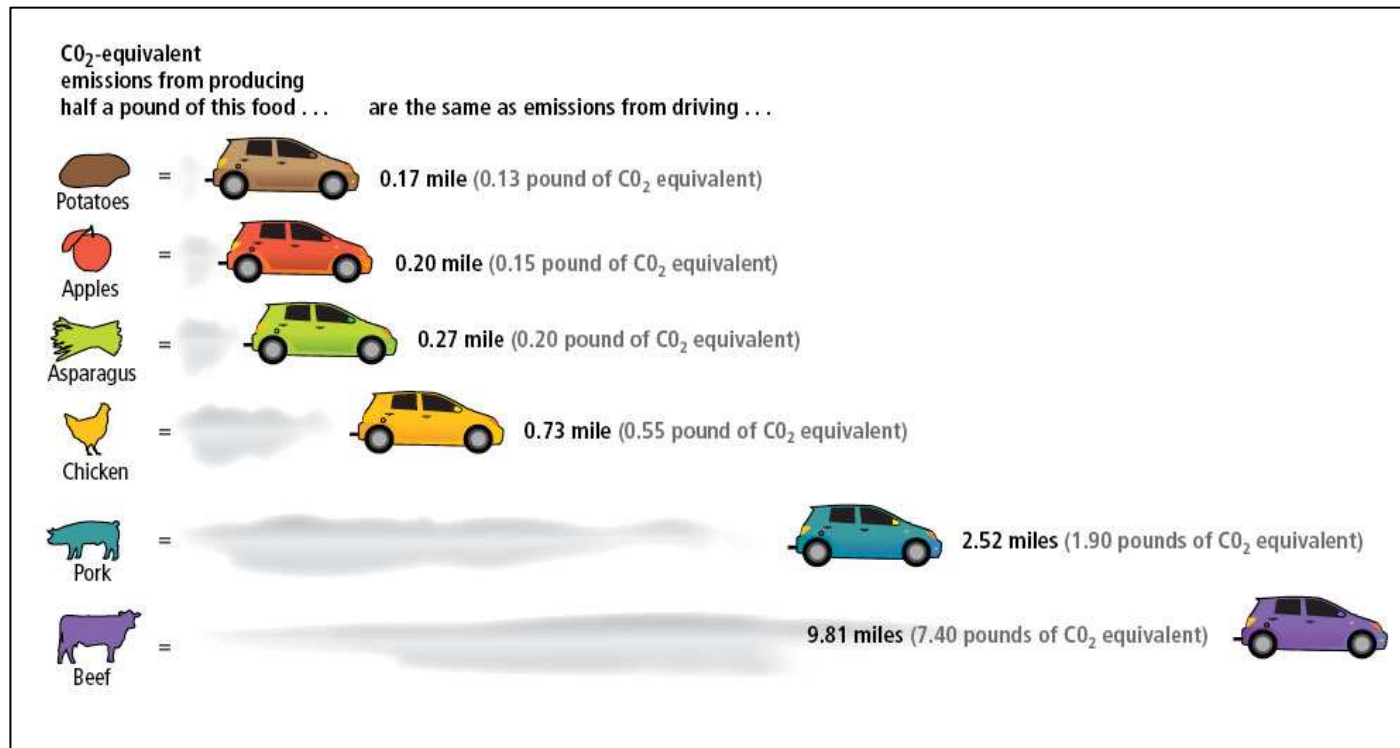 C0₂-equivalent
emissions from producing
half a pound of this food . . . are the same as emissions from driving . . .
Potatoes = 0.17 mile (0.13 pound of C0₂ equivalent)
Apples = 0.20 mile (0.15 pound of C0₂ equivalent)
Asparagus = 0.27 mile (0.20 pound of C0₂ equivalent)
Chicken = 0.73 mile (0.55 pound of C0₂ equivalent)
Pork = 2.52 miles (1.90 pounds of C0₂ equivalent)
Beef = 9.81 miles (7.40 pounds of C0₂ equivalent)